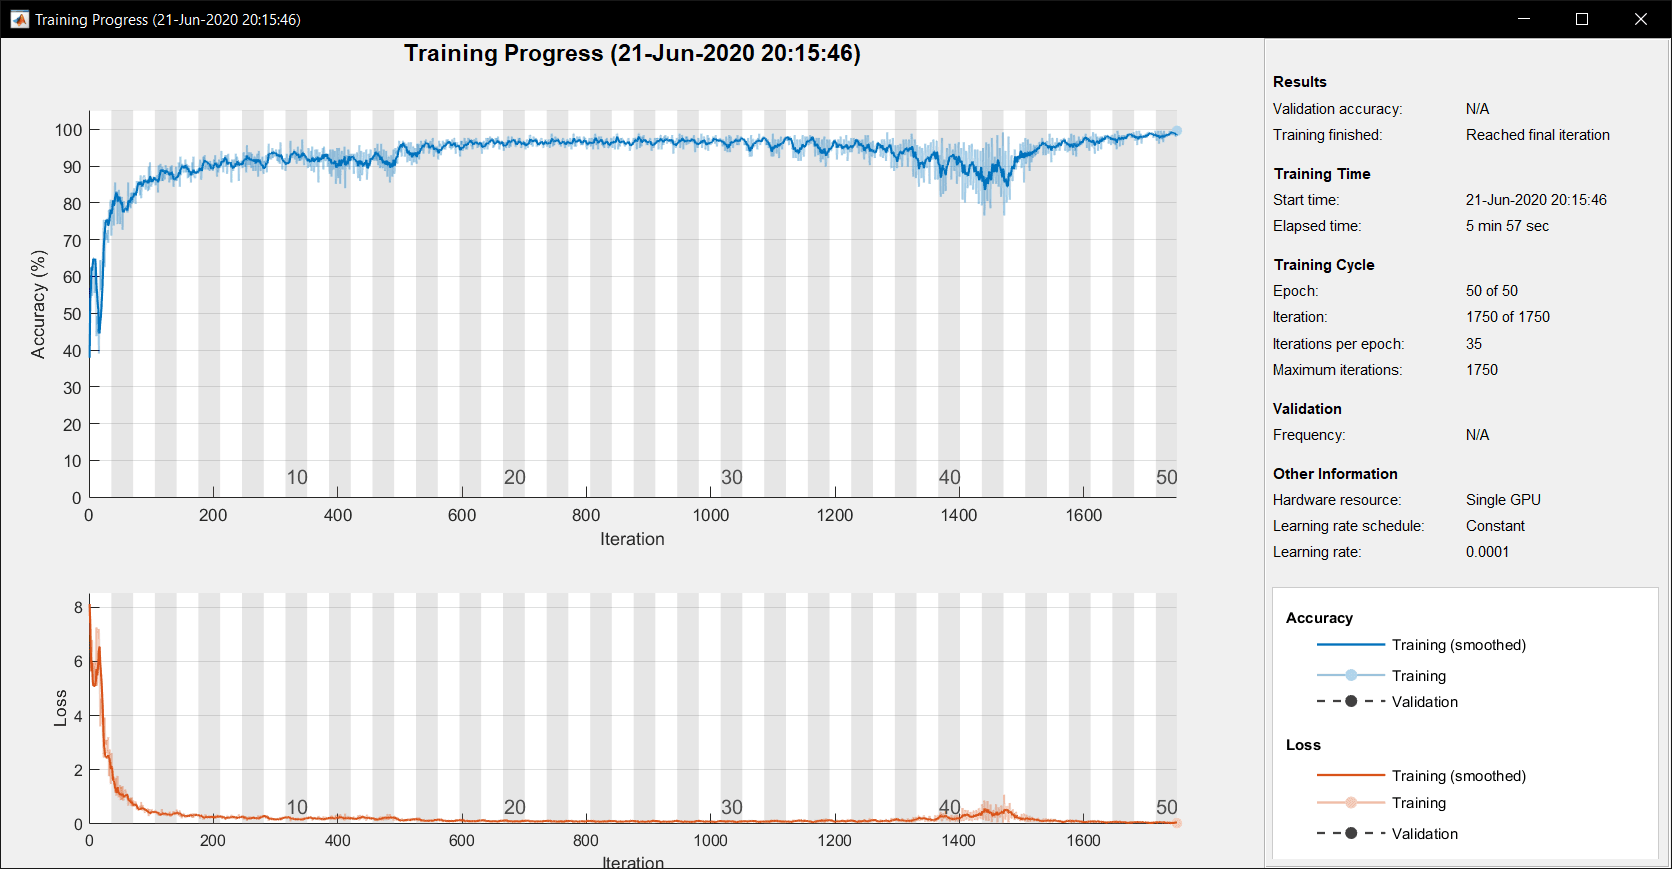 Training Progress (21-Jun-2020 20:15:46)
Training Progress (21-Jun-2020 20:15:46)
100
90
80
70
60
50
40
30
20
10
0
Accuracy (%)
10 20 30 40 50
0 200 400 600 800 1000 1200 1400 1600
Iteration
8
6
4
2
0
Loss
10 20 30 40 50
0 200 400 600 800 1000 1200 1400 1600
Iteration
Results
Validation accuracy: N/A
Training finished: Reached final iteration
Training Time
Start time: 21-Jun-2020 20:15:46
Elapsed time: 5 min 57 sec
Training Cycle
Epoch: 50 of 50
Iteration: 1750 of 1750
Iterations per epoch: 35
Maximum iterations: 1750
Validation
Frequency: N/A
Other Information
Hardware resource: Single GPU
Learning rate schedule: Constant
Learning rate: 0.0001
Accuracy
Training (smoothed)
Training
Validation
Loss
Training (smoothed)
Training
Validation